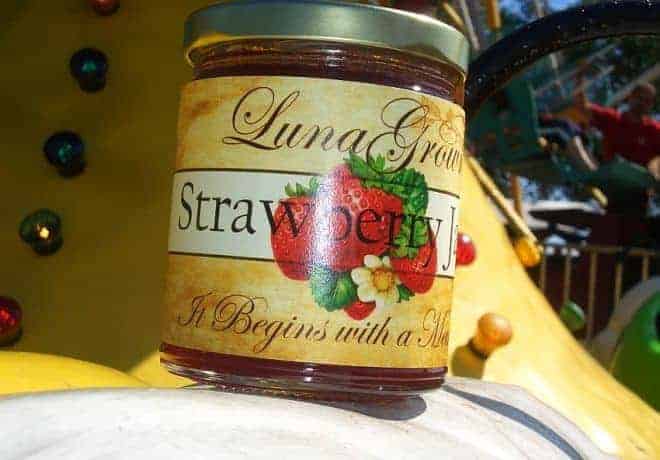 LunaGrow
Strawberry J
It Begins with a M